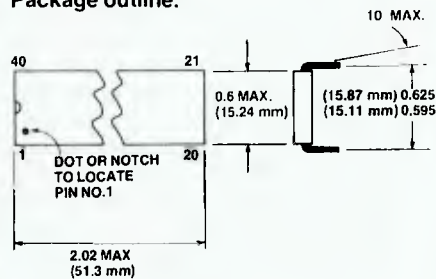 Package outline.
10 MAX.
40
21
0.6 MAX.
(15.24 mm)
(15.87 mm) 0.625
(15.11 mm) 0.595
1
20
DOT OR NOTCH
TO LOCATE
PIN NO.1
2.02 MAX
(51.3 mm)